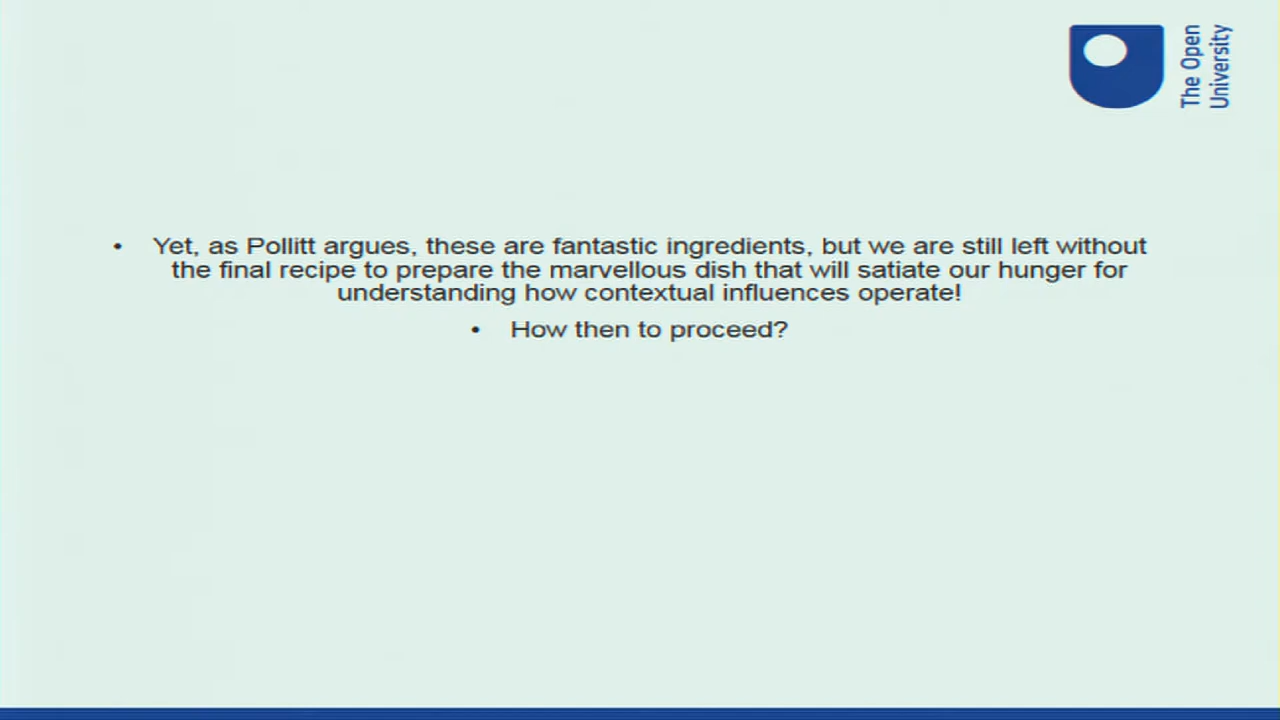 The Open
University
• Yet, as Pollitt argues, these are fantastic ingredients, but we are still left without
the final recipe to prepare the marvellous dish that will satiate our hunger for
understanding how contextual influences operate!
• How then to proceed?